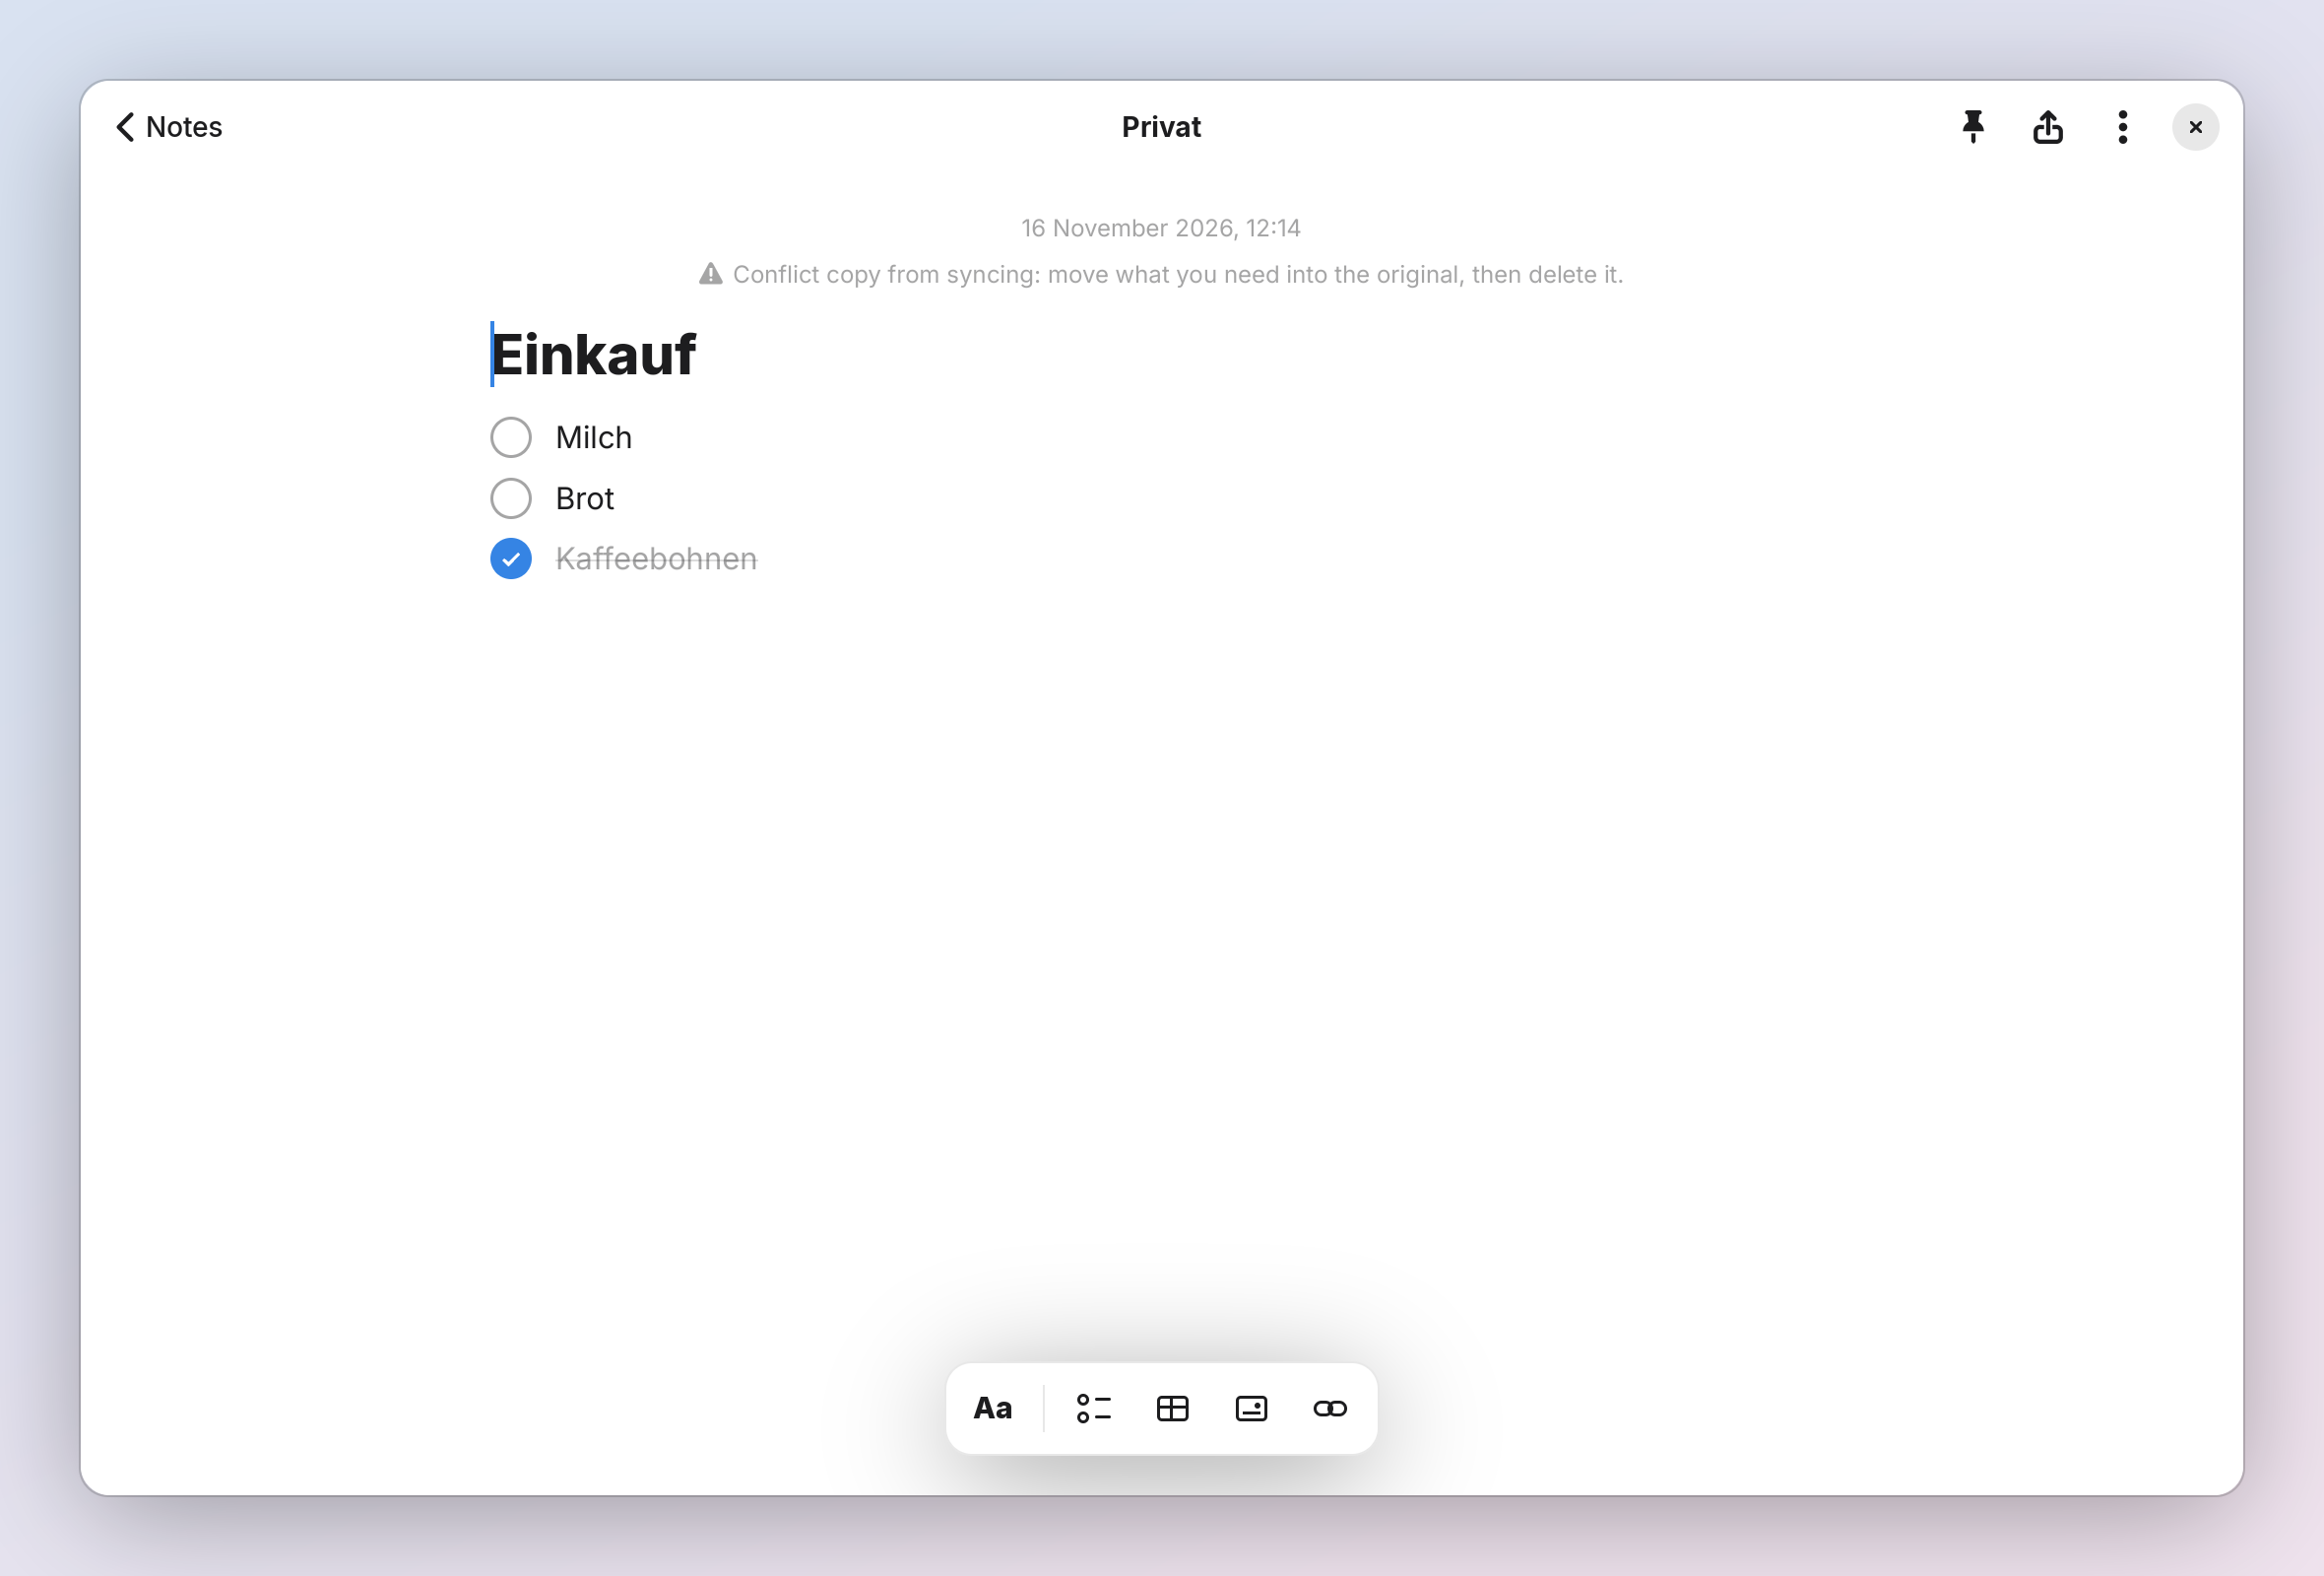 Notes
Privat
16 November 2026, 12:14
Conflict copy from syncing: move what you need into the original, then delete it.
Einkauf
Milch
Brot
Kaffeebohnen
Aa